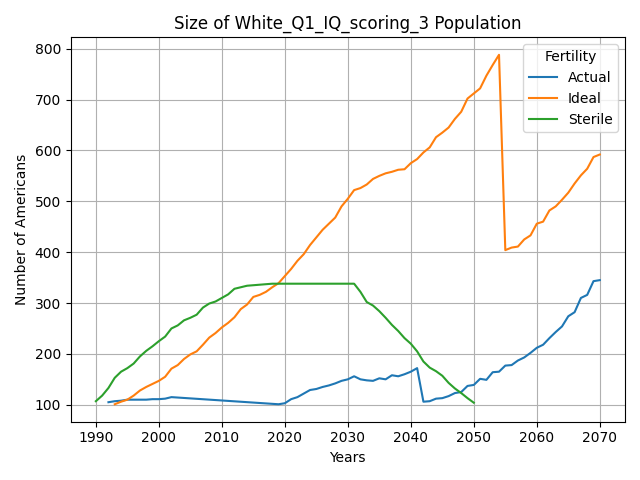 Size of White_Q1_IQ_scoring_3 Population
Fertility
Actual
Ideal
Sterile
Number of Americans
800
700
600
500
400
300
200
100
1990 2000 2010 2020 2030 2040 2050 2060 2070
Years